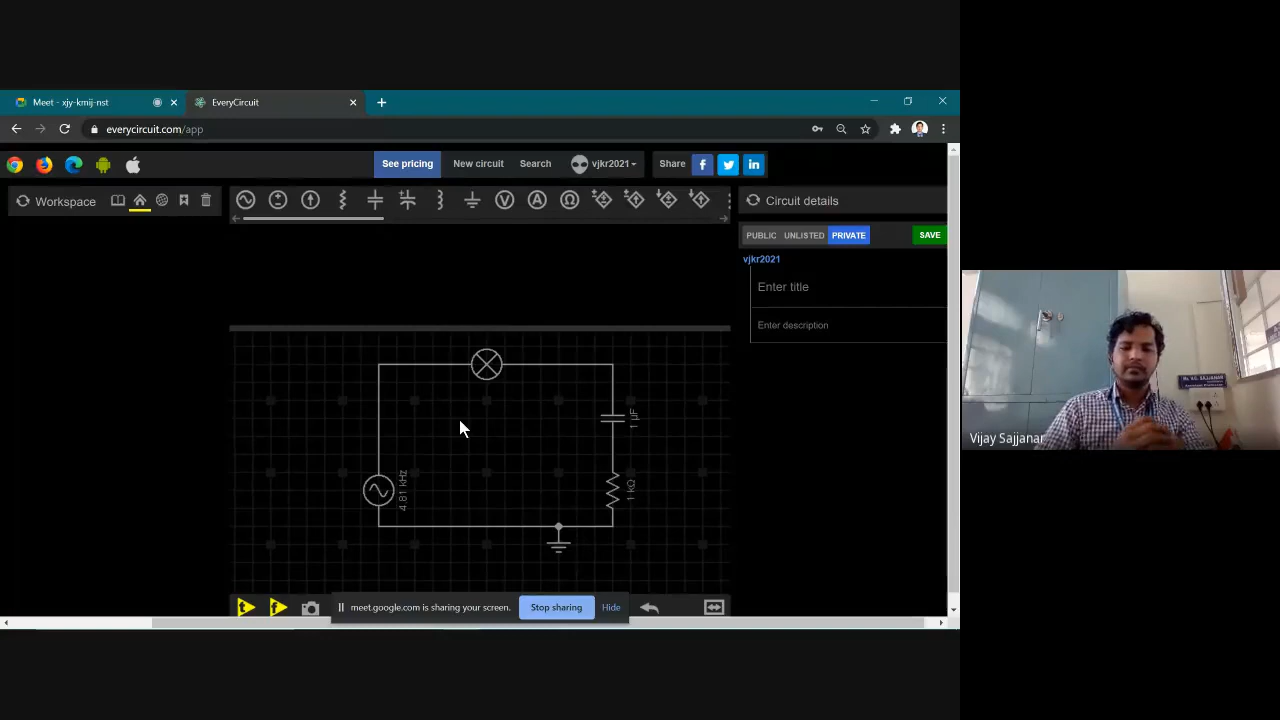 Meet - xjy-kmij-nst
EveryCircuit
everycircuit.com/app
See pricing
New circuit
Search
vjkr2021
Share
Workspace
V
A
Ω
Circuit details
PUBLIC
UNLISTED
PRIVATE
SAVE
vjkr2021
Enter title
Enter description
1 µF
4.81 kHz
1 kΩ
t
f
meet.google.com is sharing your screen.
Stop sharing
Hide
Mr. V.G. SAJJANAR
Vijay Sajjanar